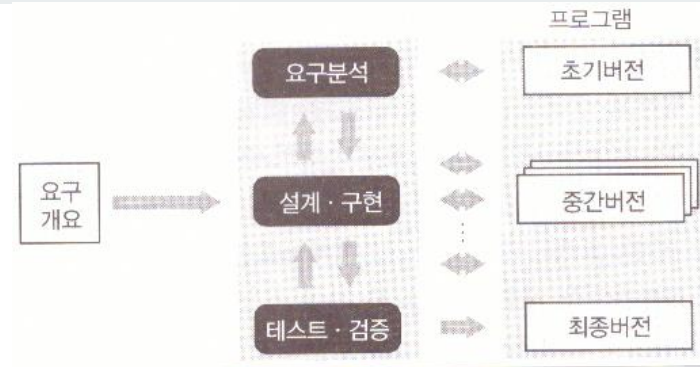 프로그램
요구분석
초기버전
요구
개요
설계 · 구현
중간버전
테스트 · 검증
최종버전